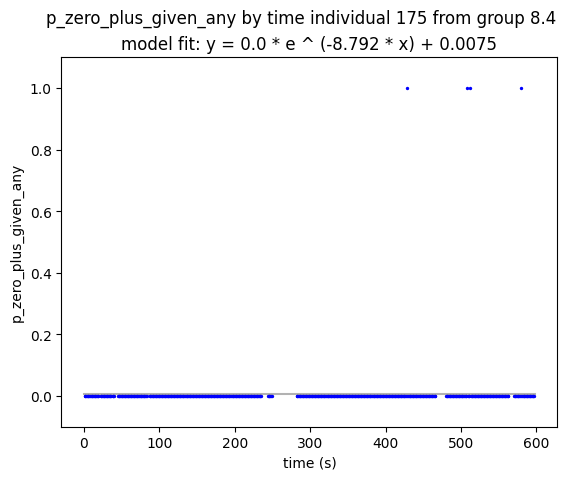 p_zero_plus_given_any by time individual 175 from group 8.4
model fit: y = 0.0 * e ^ (-8.792 * x) + 0.0075
1.0
0.8
0.6
0.4
0.2
0.0
p_zero_plus_given_any
0 100 200 300 400 500 600
time (s)